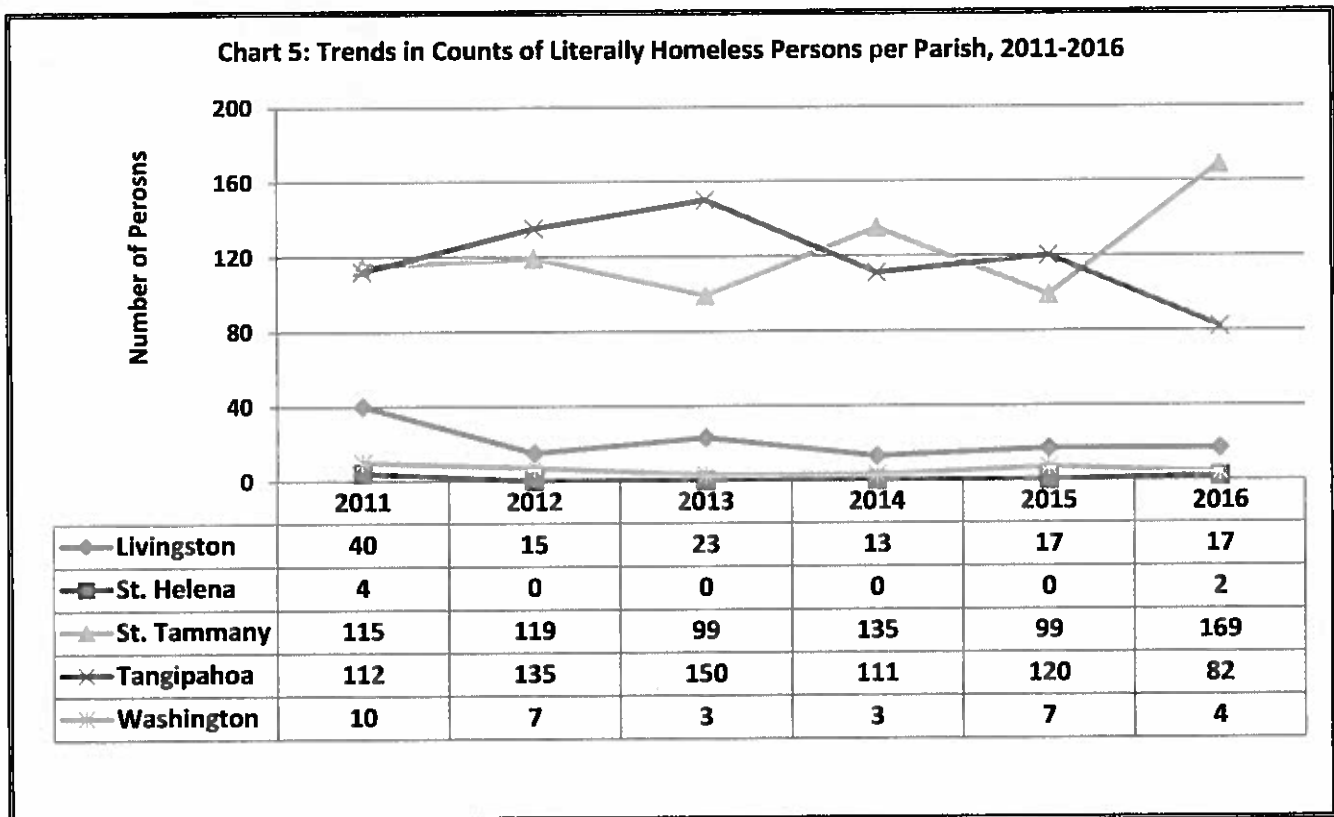 Chart 5: Trends in Counts of Literally Homeless Persons per Parish, 2011-2016
Number of Perosns
200
160
120
80
40
0
2011 2012 2013 2014 2015 2016
Livingston 40 15 23 13 17 17
St. Helena 4 0 0 0 0 2
St. Tammany 115 119 99 135 99 169
Tangipahoa 112 135 150 111 120 82
Washington 10 7 3 3 7 4